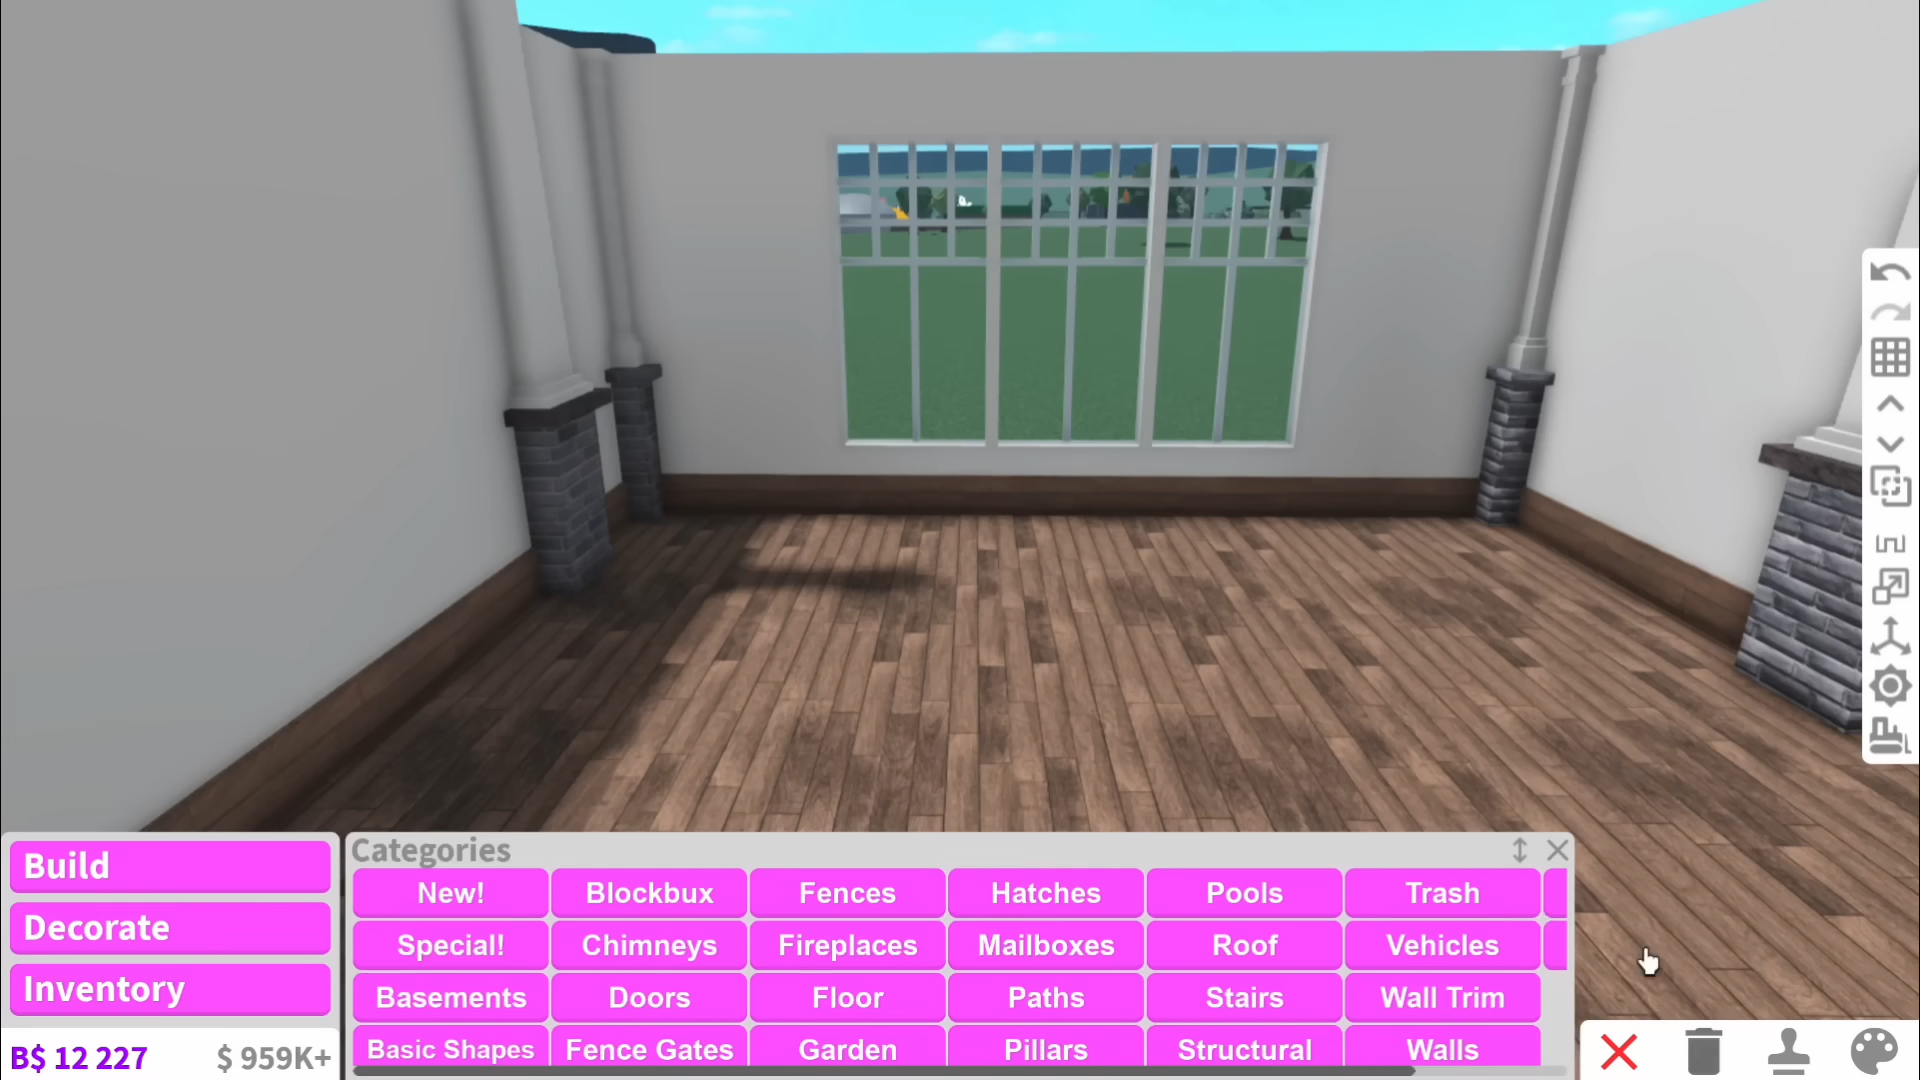 Build
Decorate
Inventory
B$ 12 227 $ 959K+
Categories
New! Blockbux Fences Hatches Pools Trash
Special! Chimneys Fireplaces Mailboxes Roof Vehicles
Basements Doors Floor Paths Stairs Wall Trim
Basic Shapes Fence Gates Garden Pillars Structural Walls